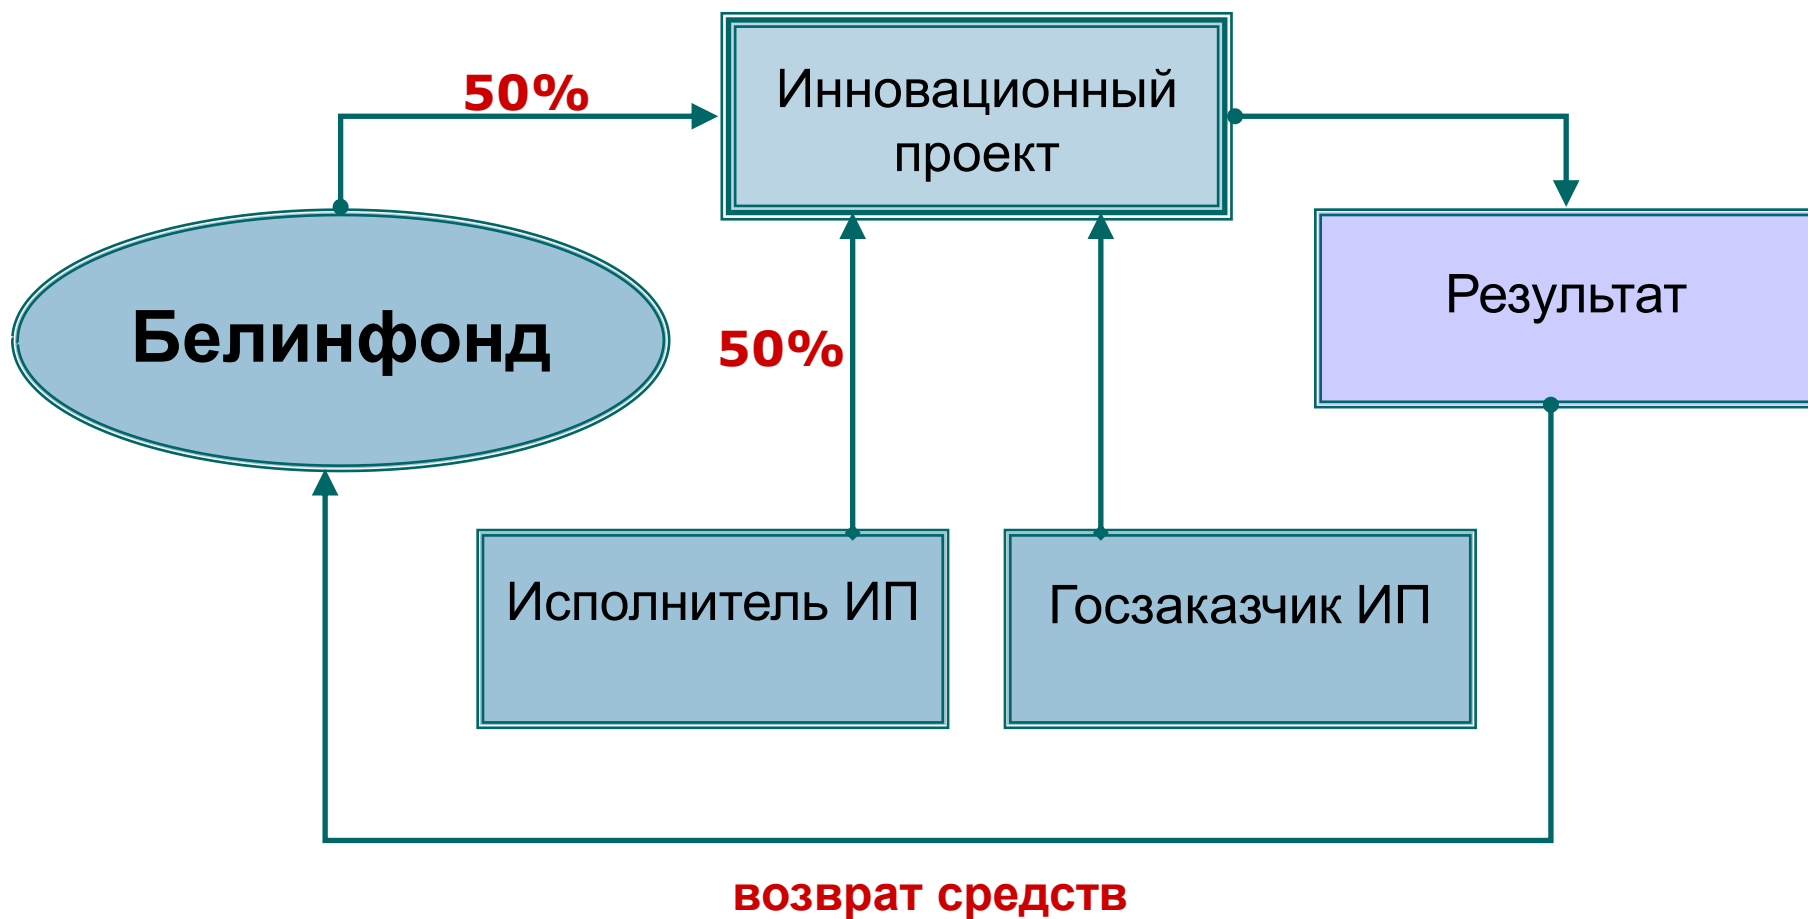 50%
Инновационный
проект
Результат
Белинфонд
50%
Исполнитель ИП
Госзаказчик ИП
возврат средств